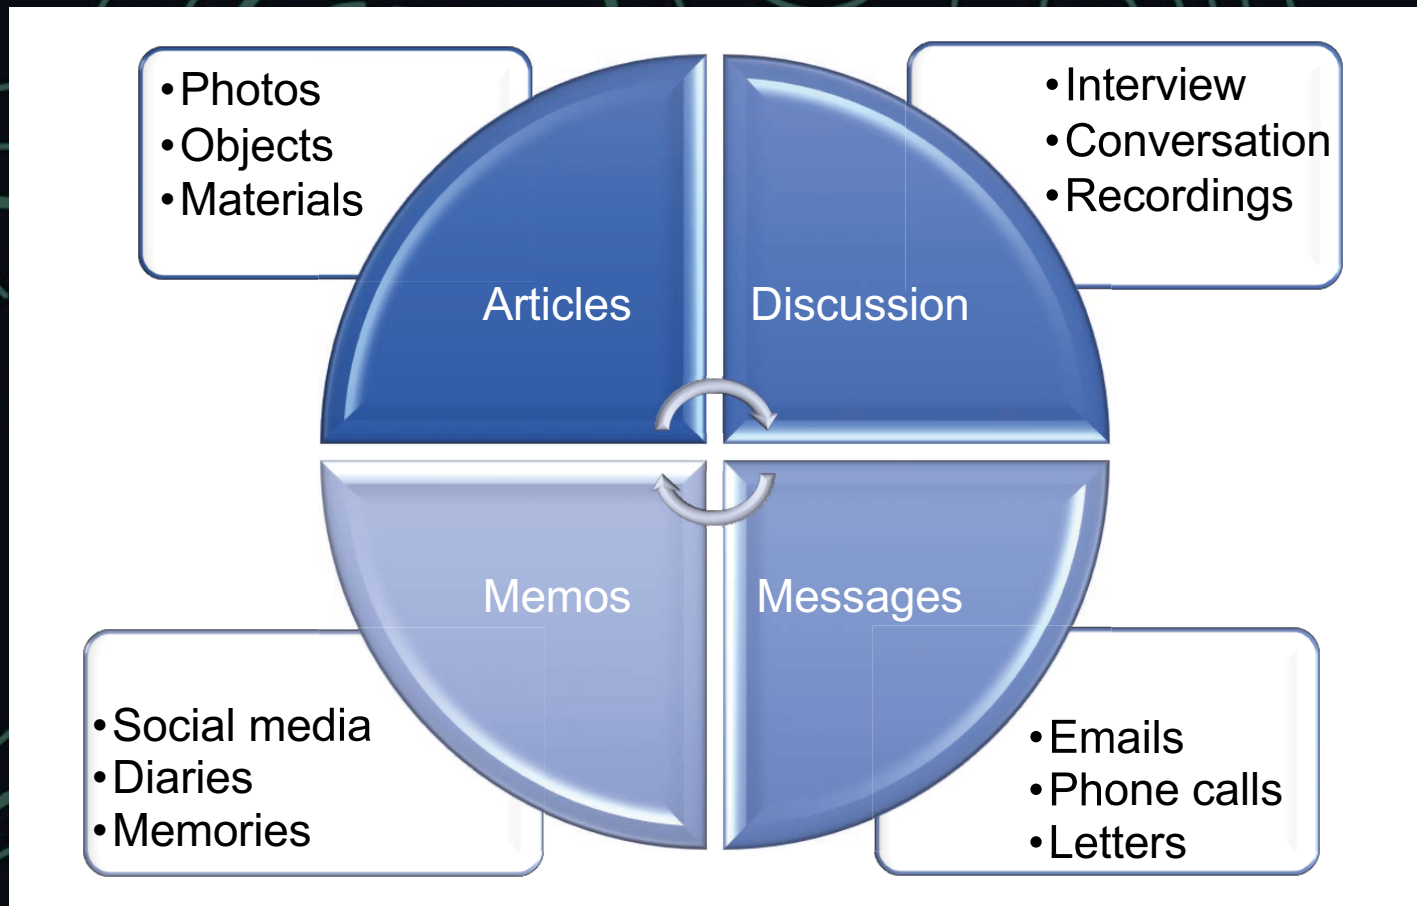 •Photos
•Objects
•Materials
•Interview
•Conversation
•Recordings
Articles
Discussion
Memos
Messages
•Social media
•Diaries
•Memories
•Emails
•Phone calls
•Letters